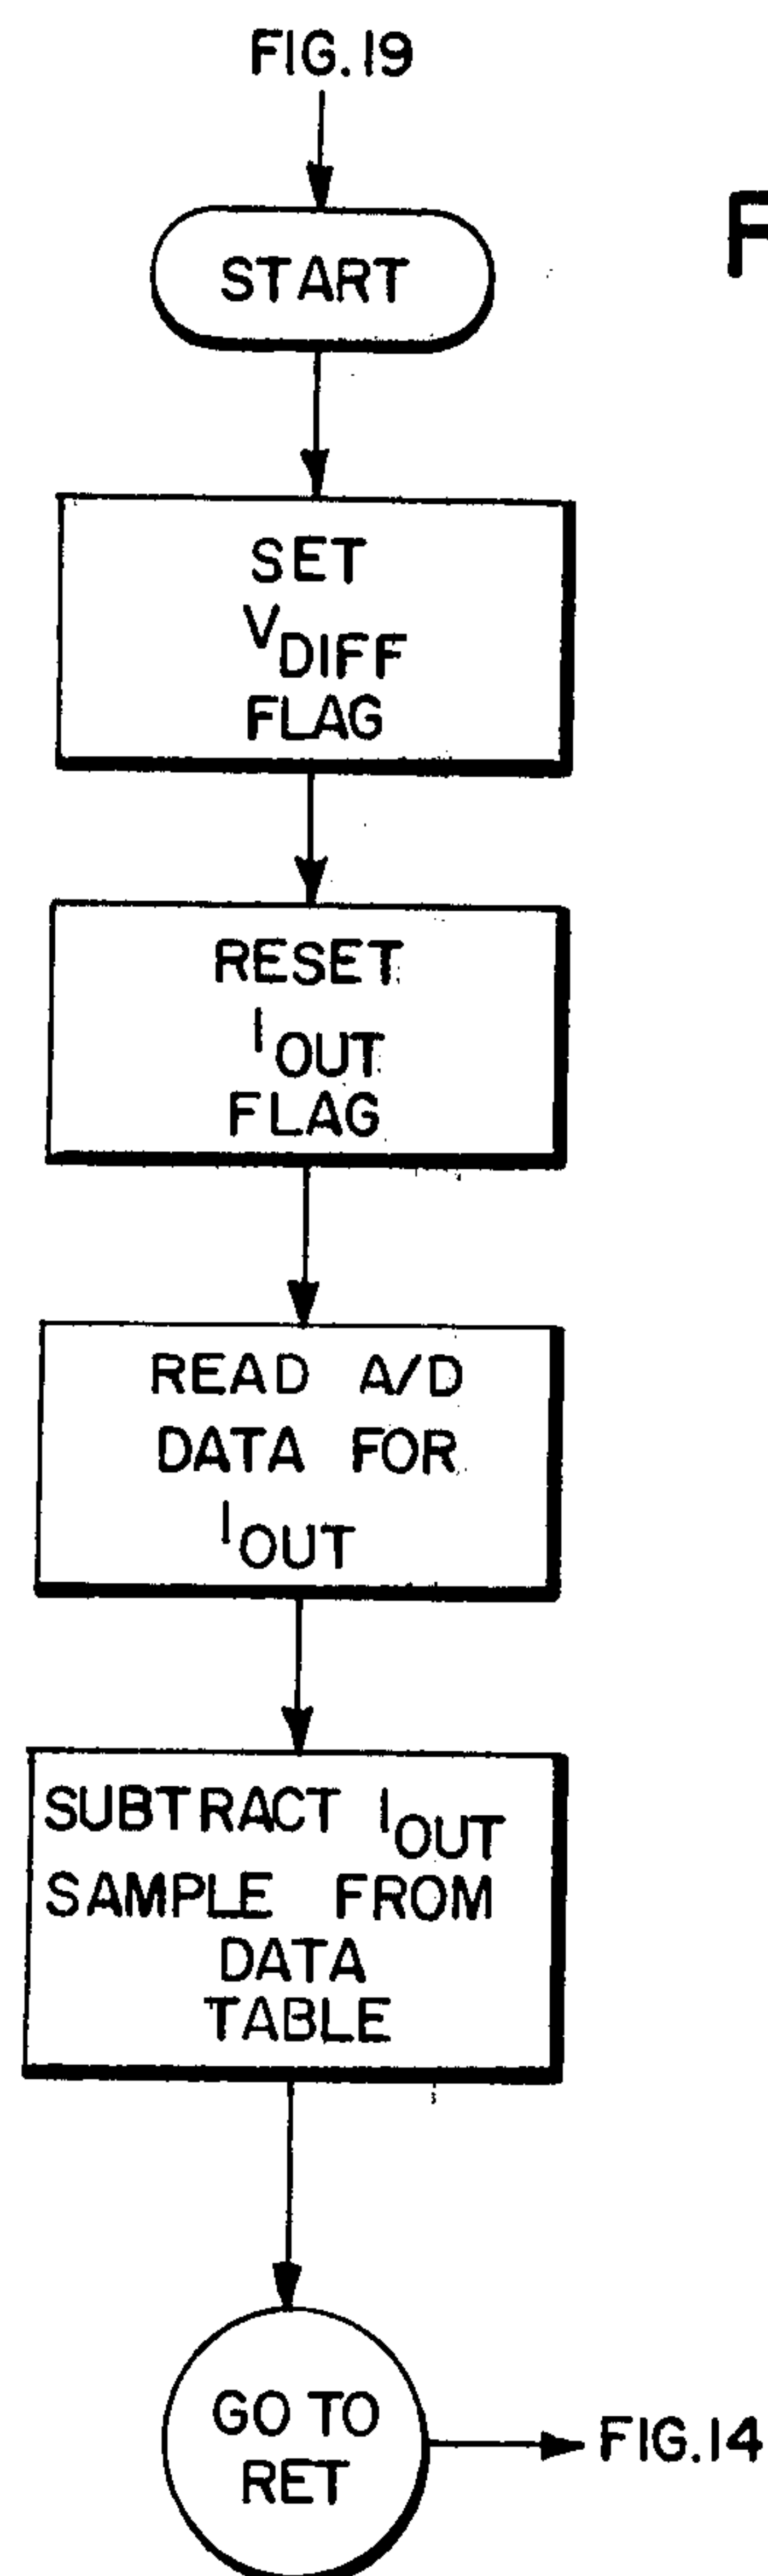 FIG. 19
START
SET
VDIFF
FLAG
RESET
IOUT
FLAG
READ A/D
DATA FOR
IOUT
SUBTRACT IOUT
SAMPLE FROM
DATA
TABLE
GO TO
RET
FIG. 14